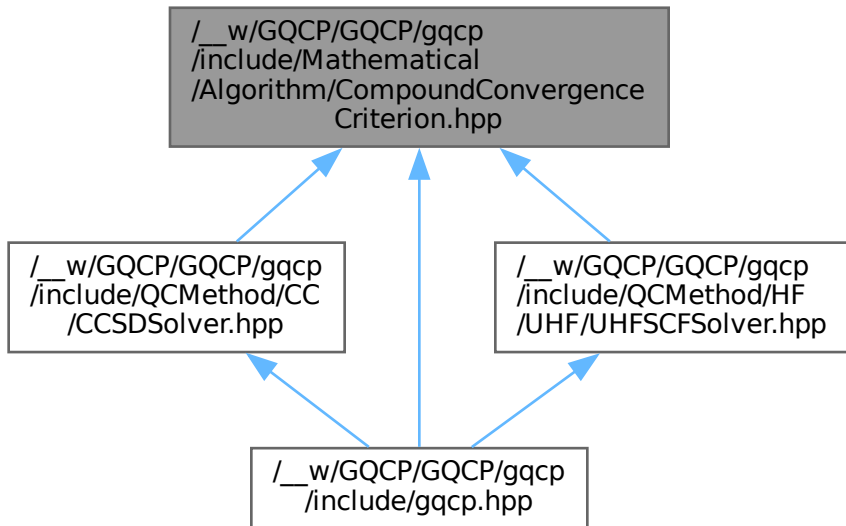 /__w/GQCP/GQCP/gqcp
/include/Mathematical
/Algorithm/CompoundConvergence
Criterion.hpp
/__w/GQCP/GQCP/gqcp
/include/QCMethod/CC
/CCSDSolver.hpp
/__w/GQCP/GQCP/gqcp
/include/QCMethod/HF
/UHF/UHFSCFSolver.hpp
/__w/GQCP/GQCP/gqcp
/include/gqcp.hpp